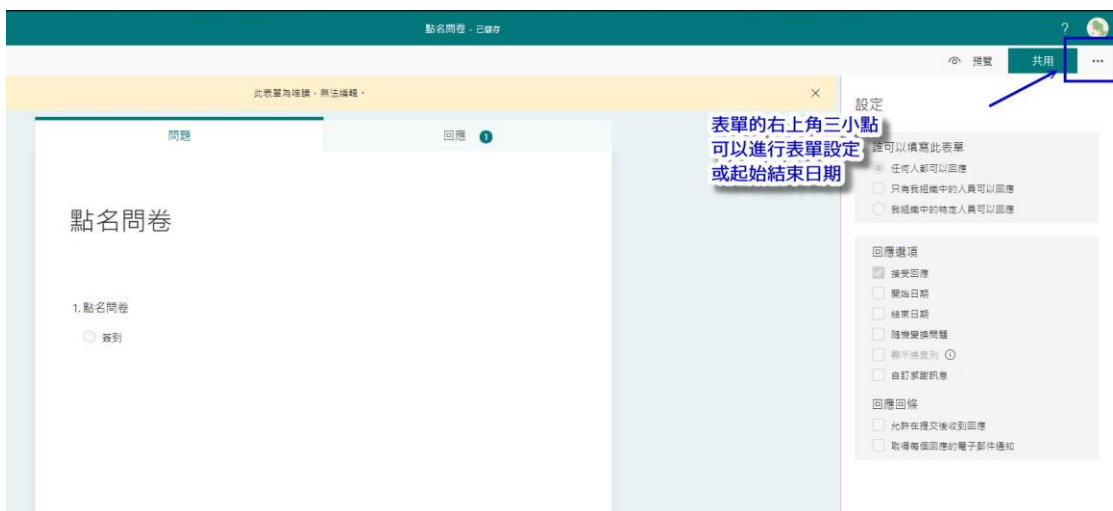 點名問卷 - 已儲存
?
預覽
共用
...
此表單為唯讀，無法編輯。
設定
問題
回應 1
表單的右上角三小點
可以進行表單設定
或起始結束日期
誰可以填寫此表單
任何人都可以回應
只有我組織中的人員可以回應
我組織中的特定人員可以回應
點名問卷
1. 點名問卷
簽到
回應選項
接受回應
開始日期
結束日期
隨機變換問題
顯示進度列
自訂感謝訊息
回應回條
允許在提交後收到回應
取得每個回應的電子郵件通知